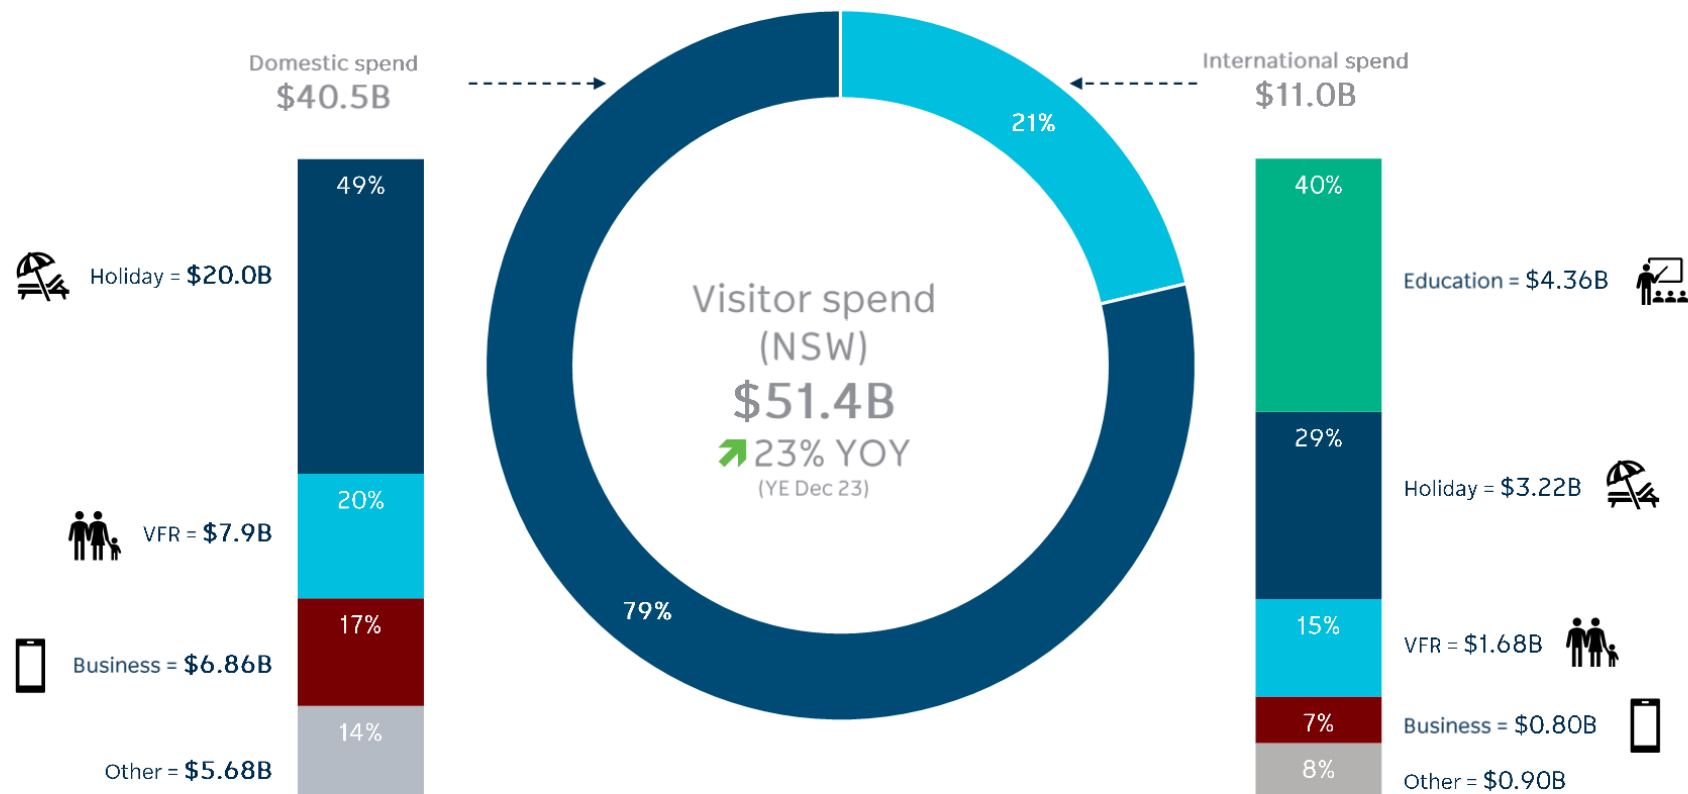 Domestic spend
$40.5B
49%
Holiday = $20.0B
20%
VFR = $7.9B
17%
Business = $6.86B
14%
Other = $5.68B
21%
Visitor spend
(NSW)
$51.4B
23% YOY
(YE Dec 23)
79%
International spend
$11.0B
40%
Education = $4.36B
29%
Holiday = $3.22B
15%
VFR = $1.68B
7%
Business = $0.80B
8%
Other = $0.90B